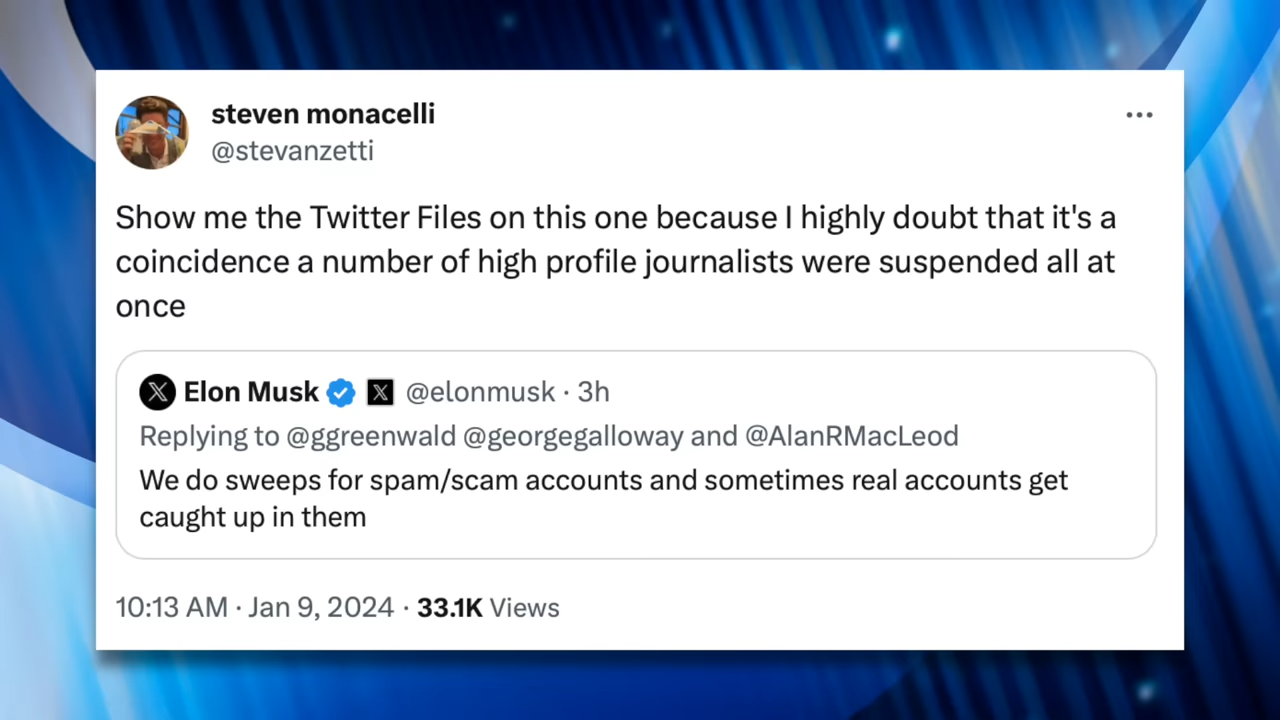 steven monacelli
@stevanzetti
Show me the Twitter Files on this one because I highly doubt that it's a
coincidence a number of high profile journalists were suspended all at
once
Elon Musk @elonmusk · 3h
Replying to @ggreenwald @georgegalloway and @AlanRMacLeod
We do sweeps for spam/scam accounts and sometimes real accounts get
caught up in them
10:13 AM · Jan 9, 2024 · 33.1K Views